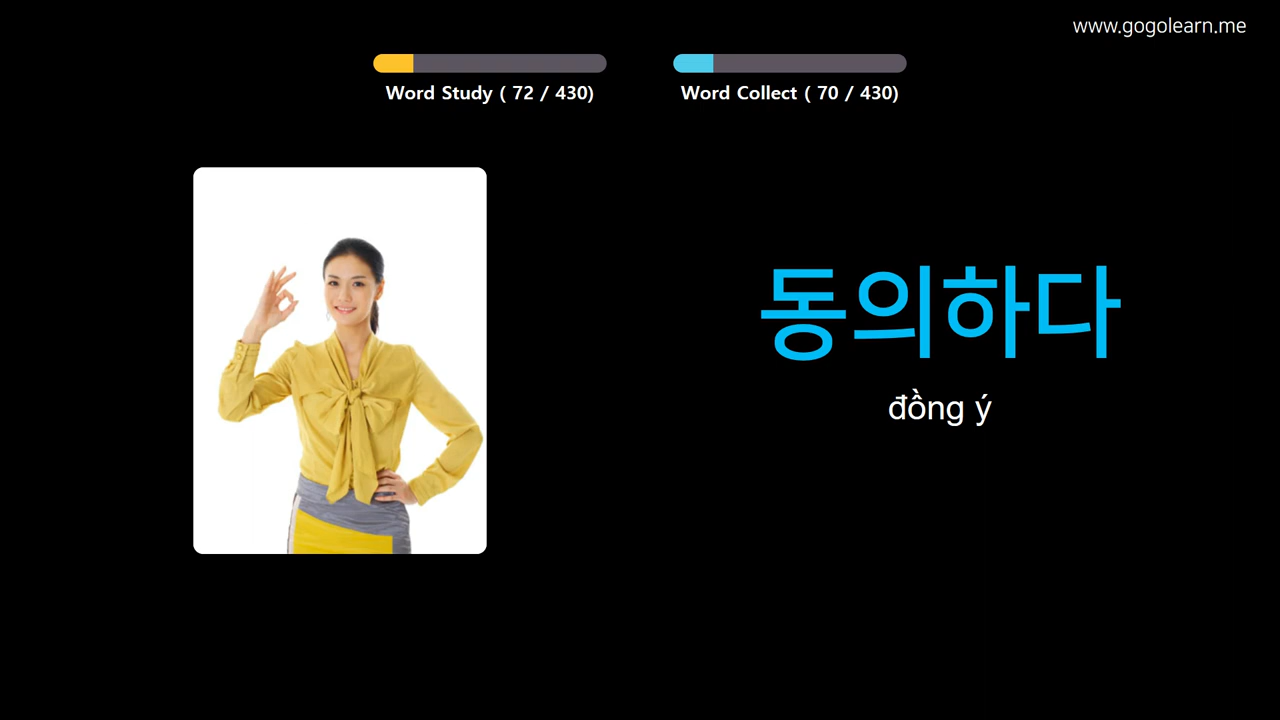 www.gogolearn.me
Word Study ( 72 / 430)
Word Collect ( 70 / 430)
동의하다
đồng ý